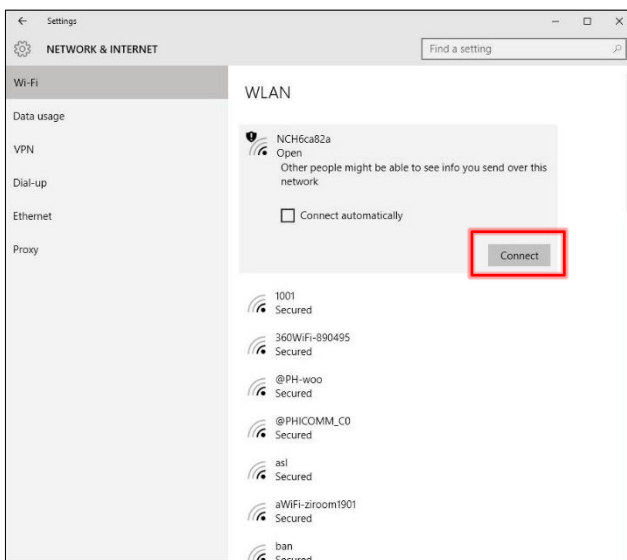 Settings
NETWORK & INTERNET
Find a setting
Wi-Fi
Data usage
VPN
Dial-up
Ethernet
Proxy
WLAN
NCH6ca82a
Open
Other people might be able to see info you send over this
network
Connect automatically
Connect
1001
Secured
360WiFi-890495
Secured
@PH-woo
Secured
@PHICOMM_C0
Secured
asl
Secured
aWiFi-ziroom1901
Secured
ban
Secured